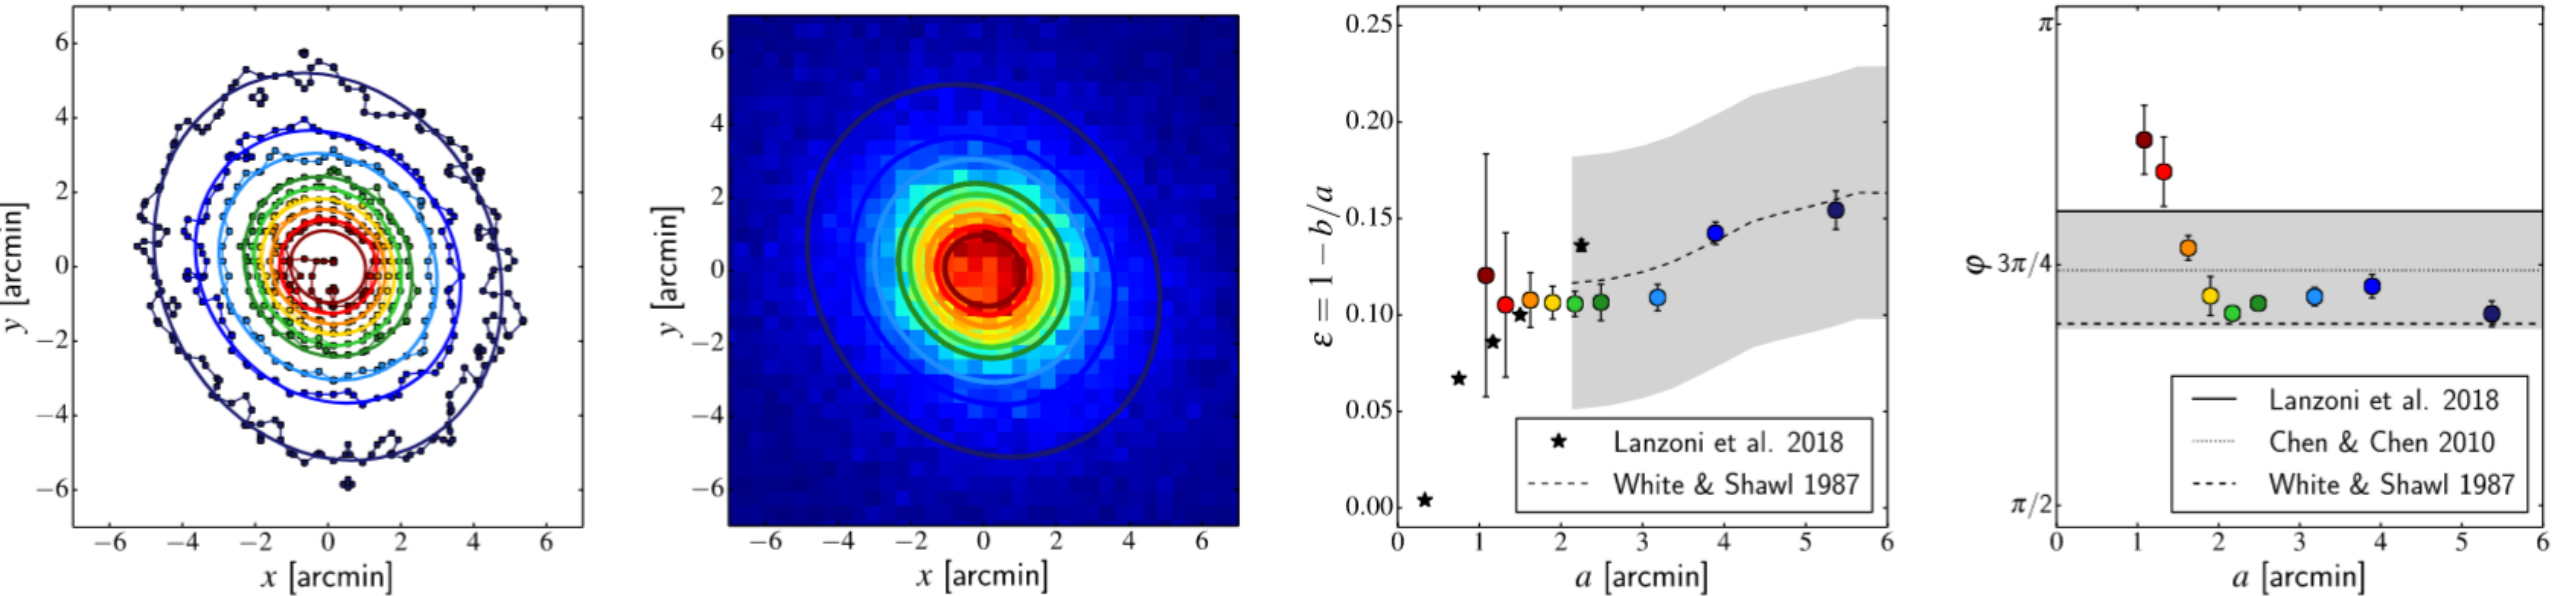 6
4
2
0
−2
−4
−6
y [arcmin]
−6 −4 −2 0 2 4 6
x [arcmin]
6
4
2
0
−2
−4
−6
y [arcmin]
−6 −4 −2 0 2 4 6
x [arcmin]
0.25
0.20
0.15
0.10
0.05
0.00
ε = 1 − b/a
Lanzoni et al. 2018
White & Shawl 1987
0 1 2 3 4 5 6
a [arcmin]
π
3π/4
π/2
φ
Lanzoni et al. 2018
Chen & Chen 2010
White & Shawl 1987
0 1 2 3 4 5 6
a [arcmin]